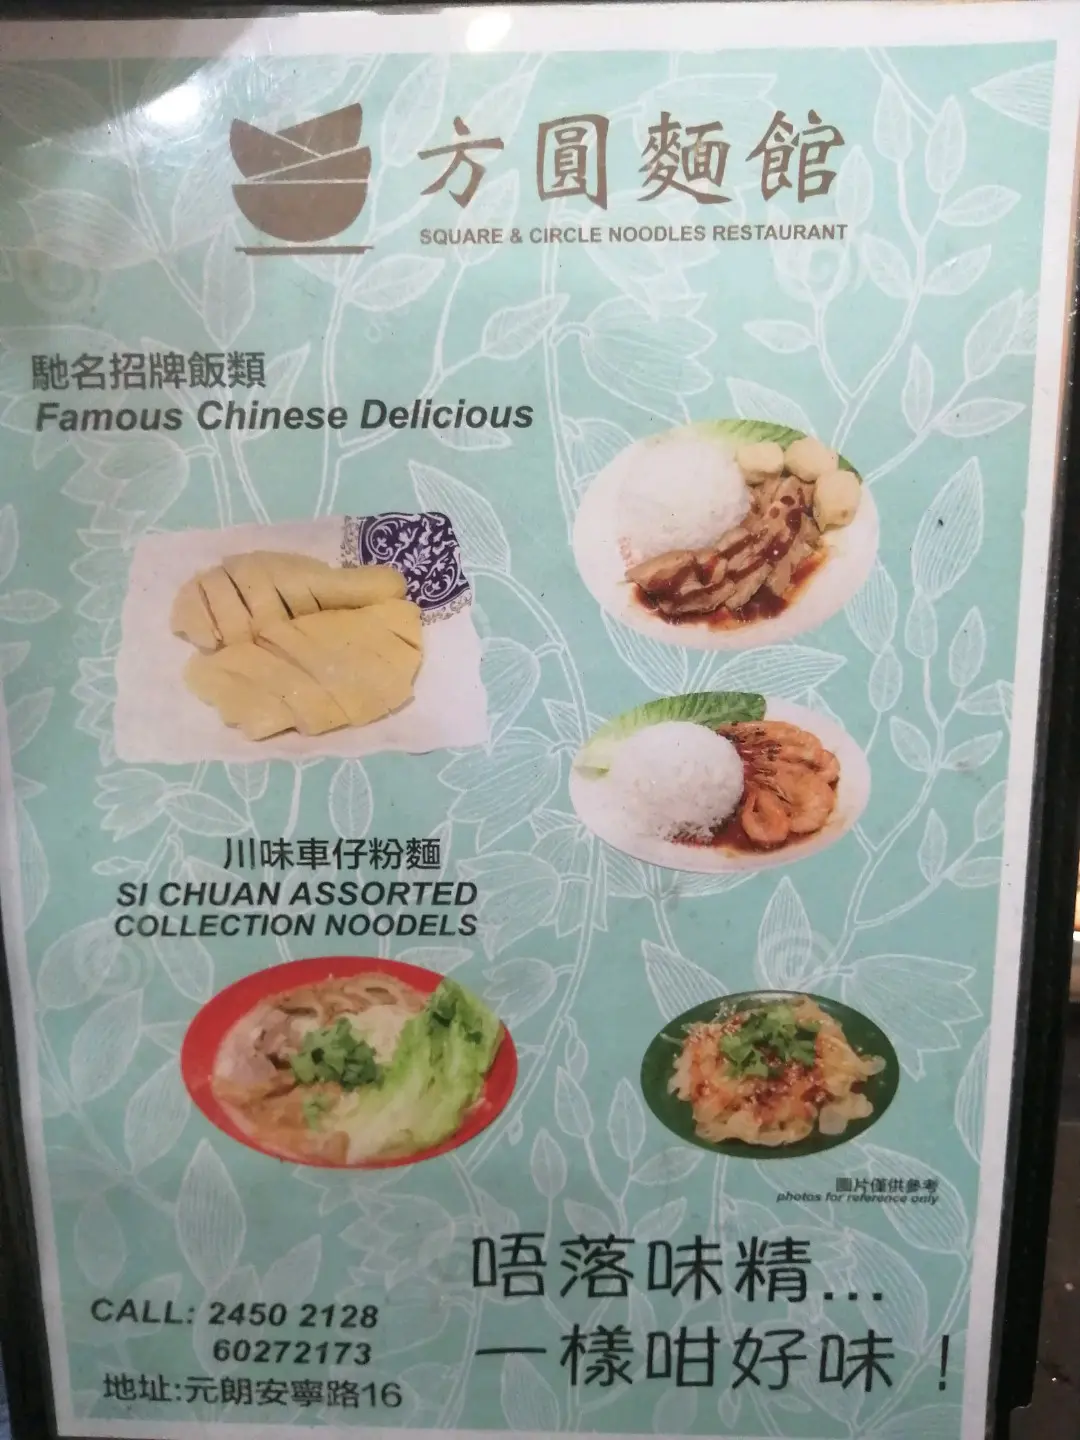 方圓麵館
SQUARE & CIRCLE NOODLES RESTAURANT
馳名招牌飯類
Famous Chinese Delicious
川味車仔粉麵
SI CHUAN ASSORTED
COLLECTION NOODELS
圖片僅供參考
photos for reference only
唔落味精...
一樣咁好味！
CALL: 2450 2128
60272173
地址:元朗安寧路16